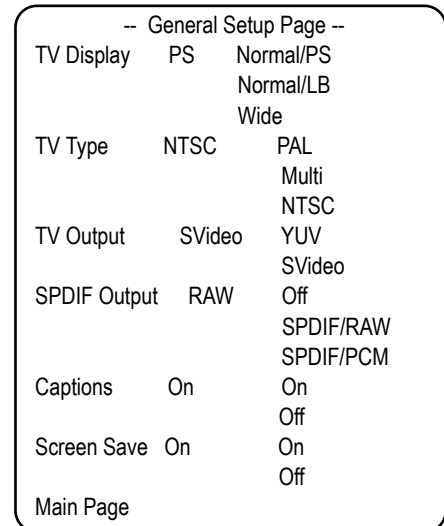 -- General Setup Page --
TV Display PS Normal/PS
Normal/LB
Wide
TV Type NTSC PAL
Multi
NTSC
TV Output SVideo YUV
SVideo
SPDIF Output RAW Off
SPDIF/RAW
SPDIF/PCM
Captions On On
Off
Screen Save On On
Off
Main Page